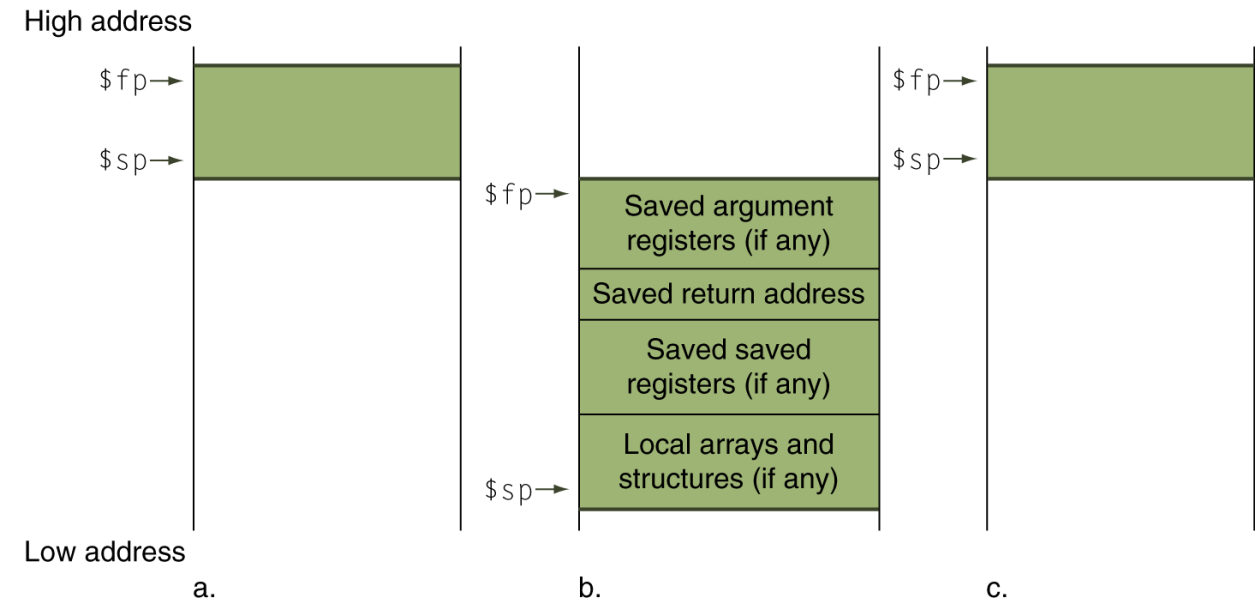 High address
$fp
$sp
$fp
Saved argument
registers (if any)
Saved return address
Saved saved
registers (if any)
Local arrays and
structures (if any)
$sp
$fp
$sp
Low address
a.
b.
c.